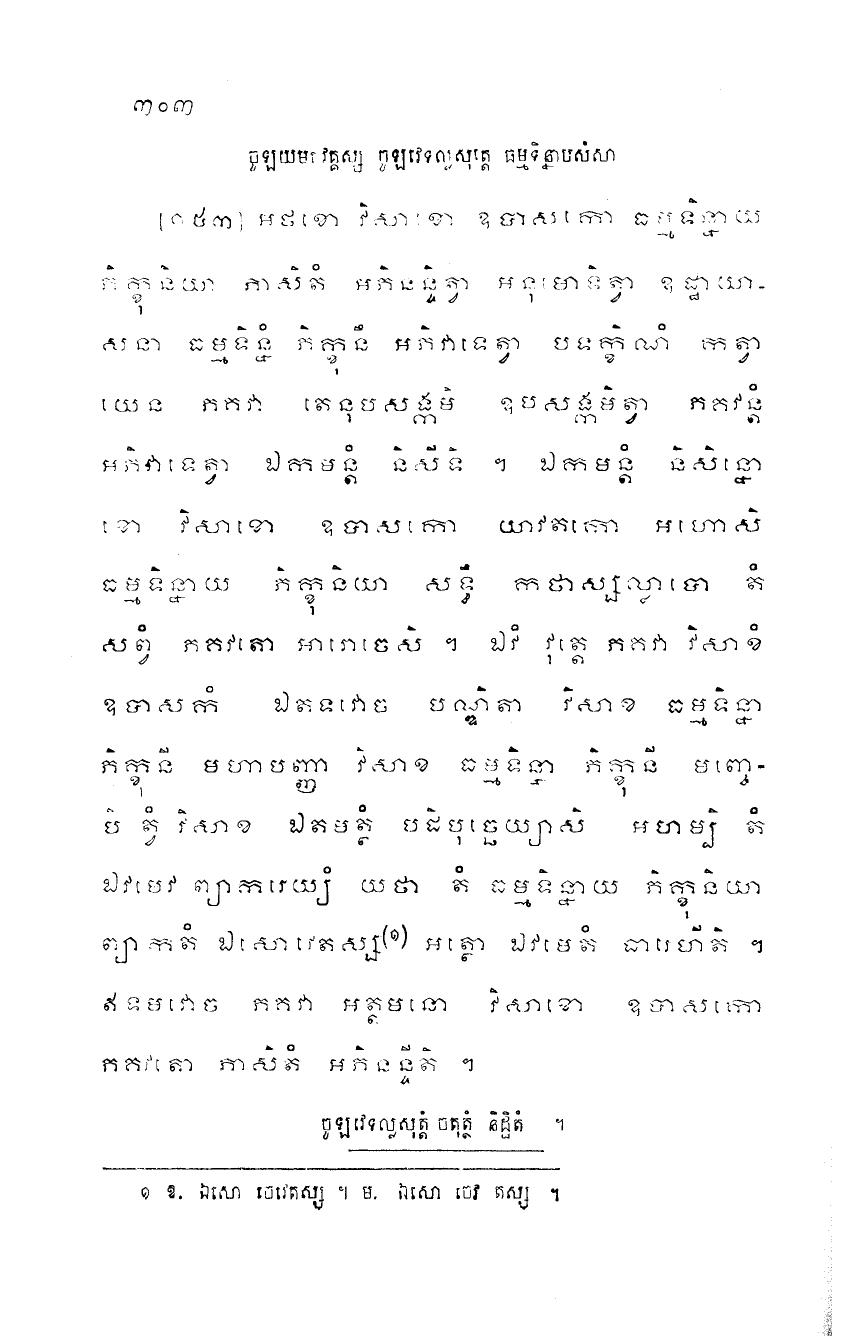 ៣០៣
ចូឡយមកវគ្គស្ស ចូឡវេទល្លសុត្តេ ធម្មទិន្នាបសំសា
[១៥៣] អថខោ វិសាខោ ឧបាសកោ ធម្មទិន្នាយ
ភិក្ខុនិយា ភាសិតំ អភិនន្ទិត្វា អនុមោទិត្វា ឧដ្ឋាយា-
សនា ធម្មទិន្នំ ភិក្ខុនឹ អភិវាទេត្វា បទក្ខិណំ កត្វា
យេន ភគវា តេនុបសង្កមិ ឧបសង្កមិត្វា ភគវន្តំ
អភិវាទេត្វា ឯកមន្តំ និសីទិ ។ ឯកមន្តំ និសិន្នោ
ខោ វិសាខោ ឧបាសកោ យាវតកោ អហោសិ
ធម្មទិន្នាយ ភិក្ខុនិយា សទ្ធឹ កថាសល្លាបោ តំ
សព្វំ ភគវតោ អារោចេសិ ។ ឯវំ វុត្តេ ភគវា វិសាខំ
ឧបាសកំ ឯតទវោច បណ្ឌិតា វិសាខ ធម្មទិន្នា
ភិក្ខុនី មហាបញ្ញា វិសាខ ធម្មទិន្នា ភិក្ខុនី មញ្ចេ-
បិ ត្វំ វិសាខ ឯតមត្ថំ បដិបុច្ឆេយ្យាសិ អហម្បិ តំ
ឯវមេវ ព្យាករេយ្យំ យថា តំ ធម្មទិន្នាយ ភិក្ខុនិយា
ព្យាកតំ ឯសោវេតស្ស(១) អត្ថោ ឯវមេតំ ធារេហីតិ ។
ឥទមវោច ភគវា អត្តមនោ វិសាខោ ឧបាសកោ
ភគវតោ ភាសិតំ អភិនន្ទីតិ ។
ចូឡវេទល្លសុត្តំ ចតុត្ថំ និដ្ឋិតំ ។
១ ឱ. ឯសោ ចេវេតស្ស ។ ម. ឯសោ ចេវ តស្ស ។